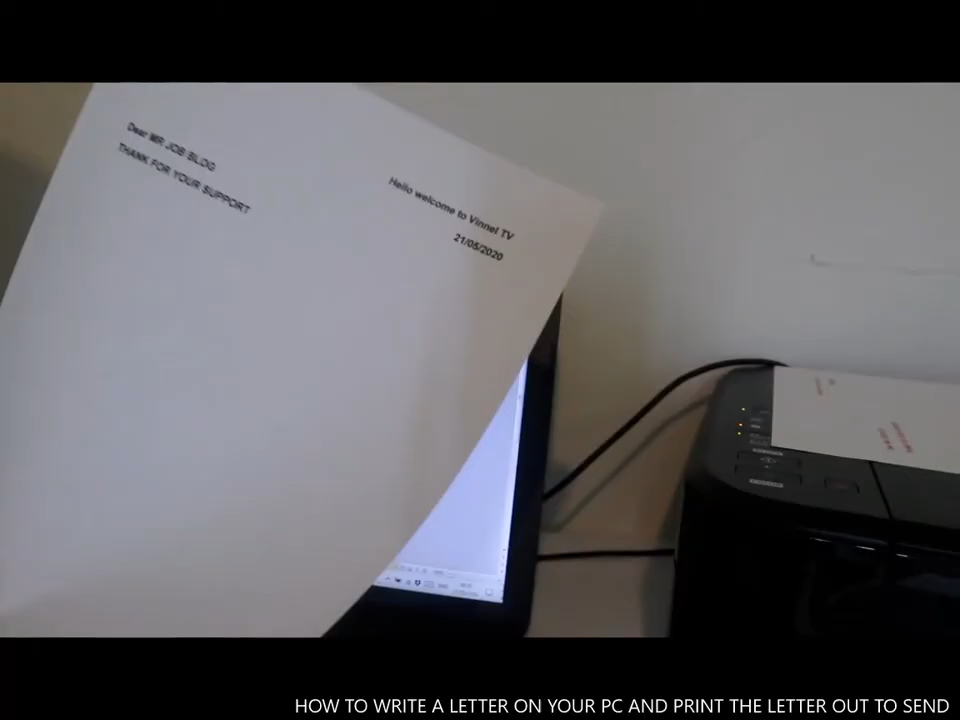 Dear MR JOB BLOG
THANK FOR YOUR SUPPORT
Hello welcome to Vinnel TV
21/05/2020
HOW TO WRITE A LETTER ON YOUR PC AND PRINT THE LETTER OUT TO SEND